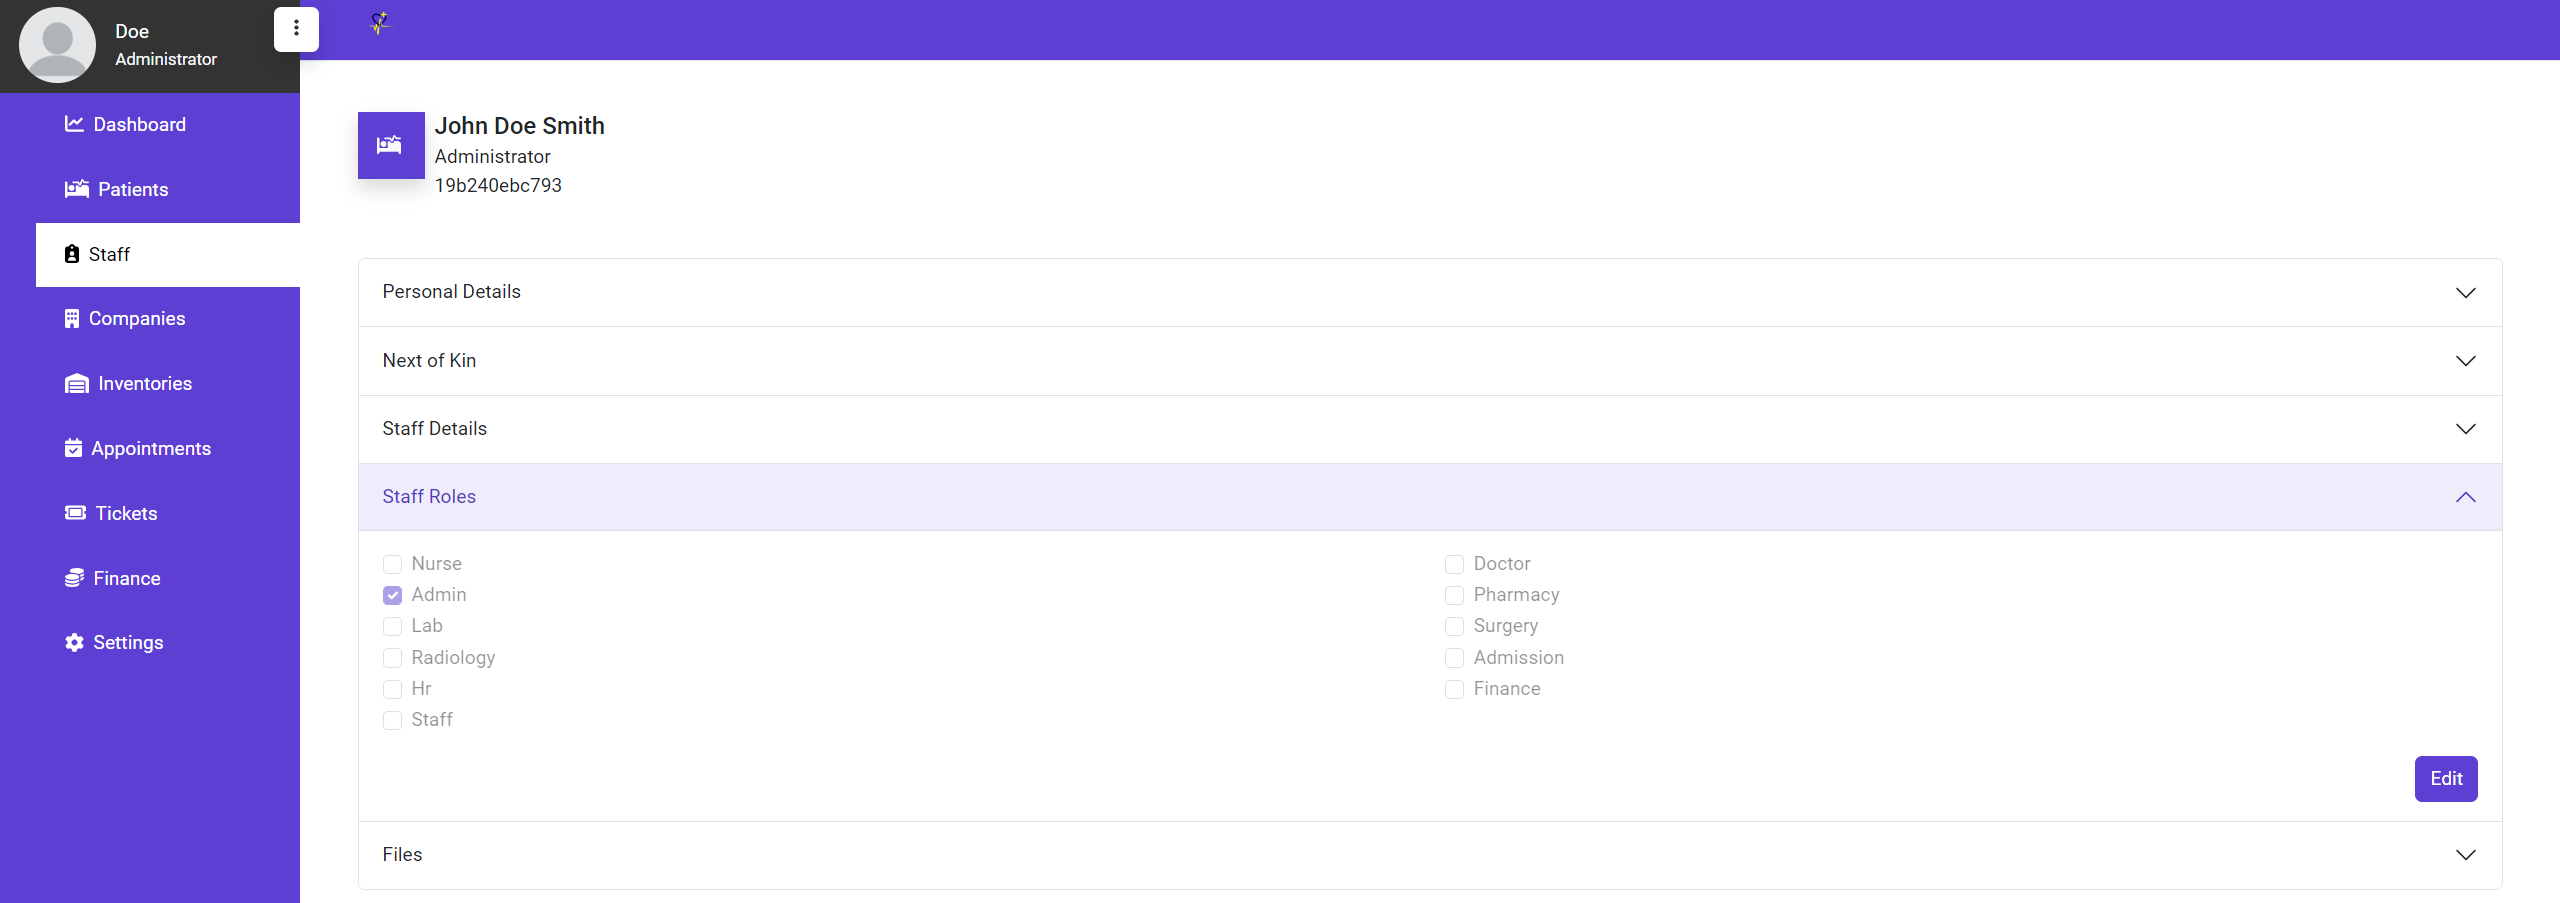 Doe
Administrator
Dashboard
Patients
Staff
Companies
Inventories
Appointments
Tickets
Finance
Settings
John Doe Smith
Administrator
19b240ebc793
Personal Details
Next of Kin
Staff Details
Staff Roles
Nurse
Admin
Lab
Radiology
Hr
Staff
Doctor
Pharmacy
Surgery
Admission
Finance
Edit
Files